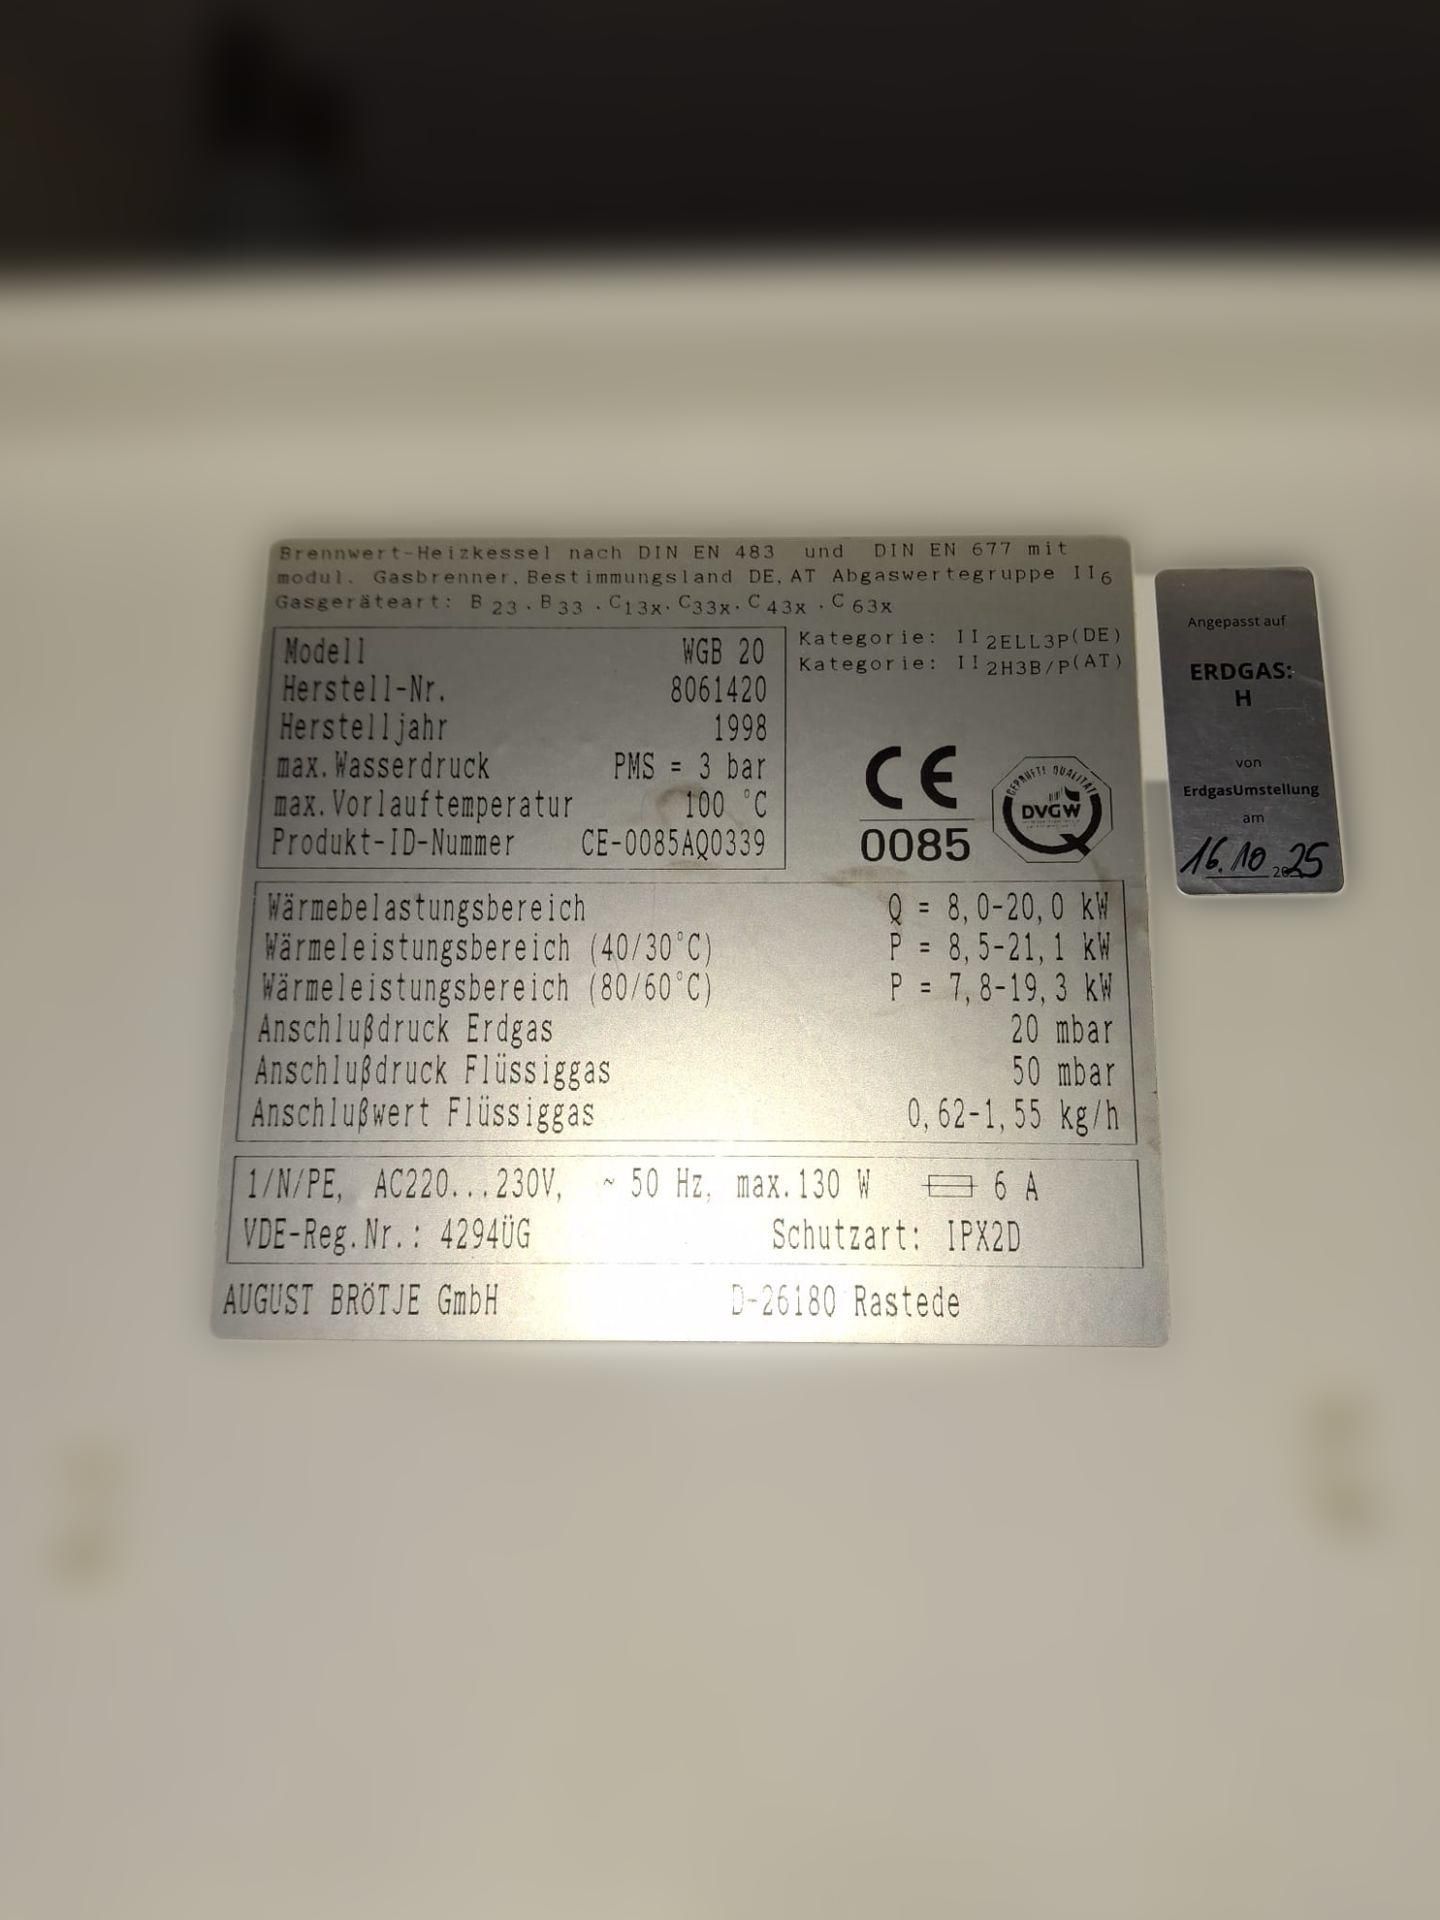 Brennwert-Heizkessel nach DIN EN 483 und DIN EN 677 mit
modul. Gasbrenner, Bestimmungsland DE, AT Abgaswertegruppe II6
Gasgeräteart: B23, B33, C13x, C33x, C43x, C63x
Modell WGB 20
Herstell-Nr. 8061420
Herstelljahr 1998
max. Wasserdruck PMS = 3 bar
max. Vorlauftemperatur 100 °C
Produkt-ID-Nummer CE-0085AQ0339
Kategorie: II2ELL3P(DE)
Kategorie: II2H3B/P(AT)
CE
0085
GEPRÜFTE QUALITÄT
DVGW
Wärmebelastungsbereich Q = 8,0-20,0 kW
Wärmeleistungsbereich (40/30°C) P = 8,5-21,1 kW
Wärmeleistungsbereich (80/60°C) P = 7,8-19,3 kW
Anschlußdruck Erdgas 20 mbar
Anschlußdruck Flüssiggas 50 mbar
Anschlußwert Flüssiggas 0,62-1,55 kg/h
1/N/PE, AC220...230V, ~ 50 Hz, max. 130 W 6 A
VDE-Reg.Nr.: 4294ÜG Schutzart: IPX2D
AUGUST BRÖTJE GmbH D-26180 Rastede
Angepasst auf
ERDGAS:
H
von
ErdgasUmstellung
am
16.10.2025